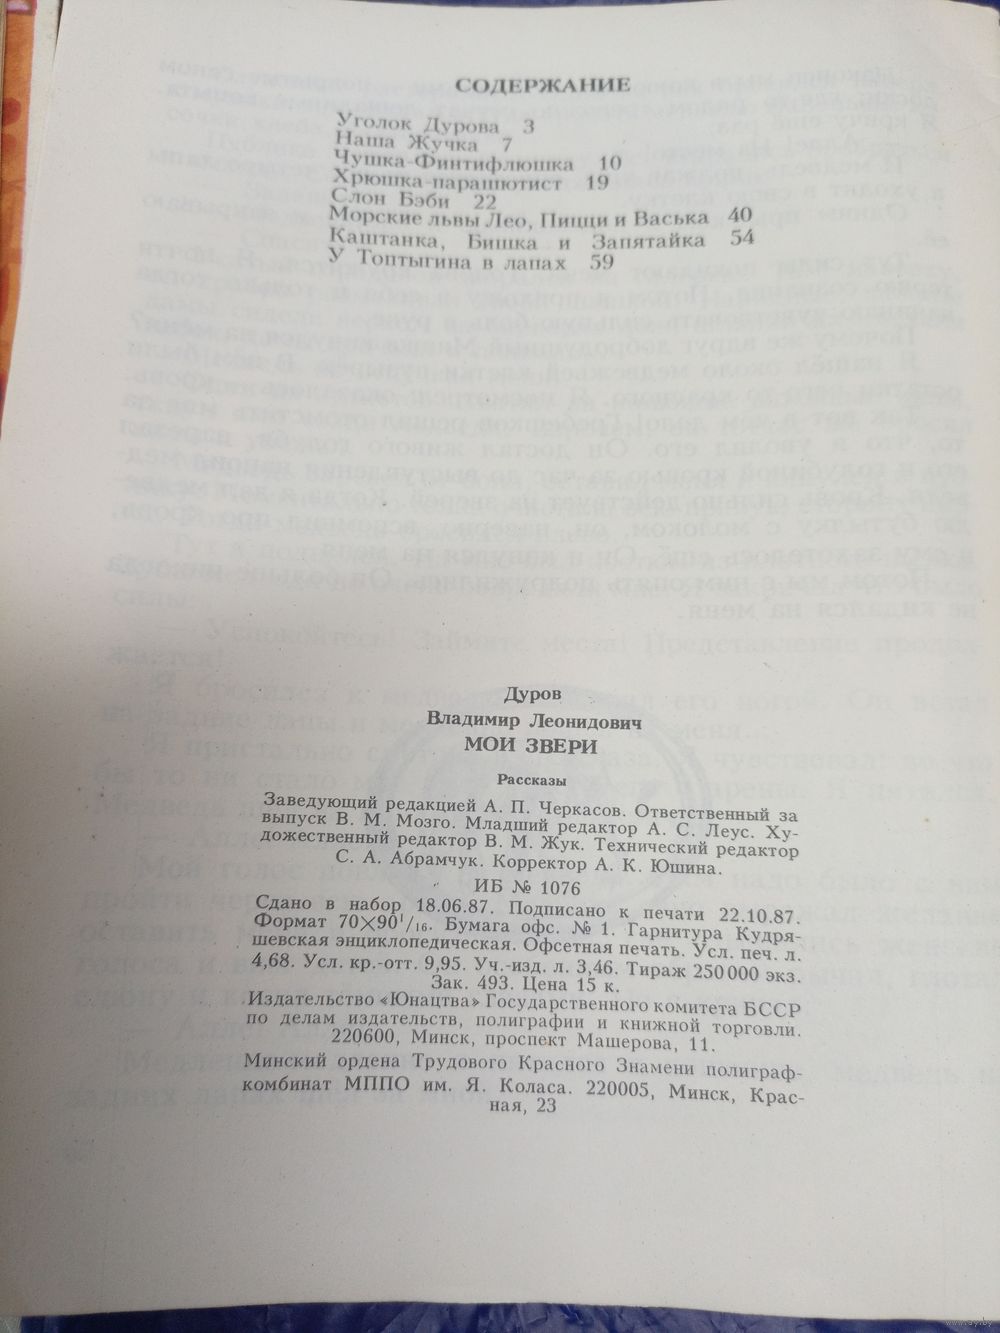 СОДЕРЖАНИЕ
Уголок Дурова 3
Наша Жучка 7
Чушка-Финтифлюшка 10
Хрюшка-парашютист 19
Слон Бэби 22
Морские львы Лео, Пицци и Васька 40
Каштанка, Бишка и Запятайка 54
У Топтыгина в лапах 59
Дуров
Владимир Леонидович
МОИ ЗВЕРИ
Рассказы
Заведующий редакцией А. П. Черкасов. Ответственный за
выпуск В. М. Мозго. Младший редактор А. С. Леус. Ху-
дожественный редактор В. М. Жук. Технический редактор
С. А. Абрамчук. Корректор А. К. Юшина.
ИБ № 1076
Сдано в набор 18.06.87. Подписано к печати 22.10.87.
Формат 70×90¹/₁₆. Бумага офс. № 1. Гарнитура Кудря-
шевская энциклопедическая. Офсетная печать. Усл. печ. л.
4,68. Усл. кр.-отт. 9,95. Уч.-изд. л. 3,46. Тираж 250 000 экз.
Зак. 493. Цена 15 к.
Издательство «Юнацтва» Государственного комитета БССР
по делам издательств, полиграфии и книжной торговли.
220600, Минск, проспект Машерова, 11.
Минский ордена Трудового Красного Знамени полиграф-
комбинат МППО им. Я. Коласа. 220005, Минск, Крас-
ная, 23
www.ay.by